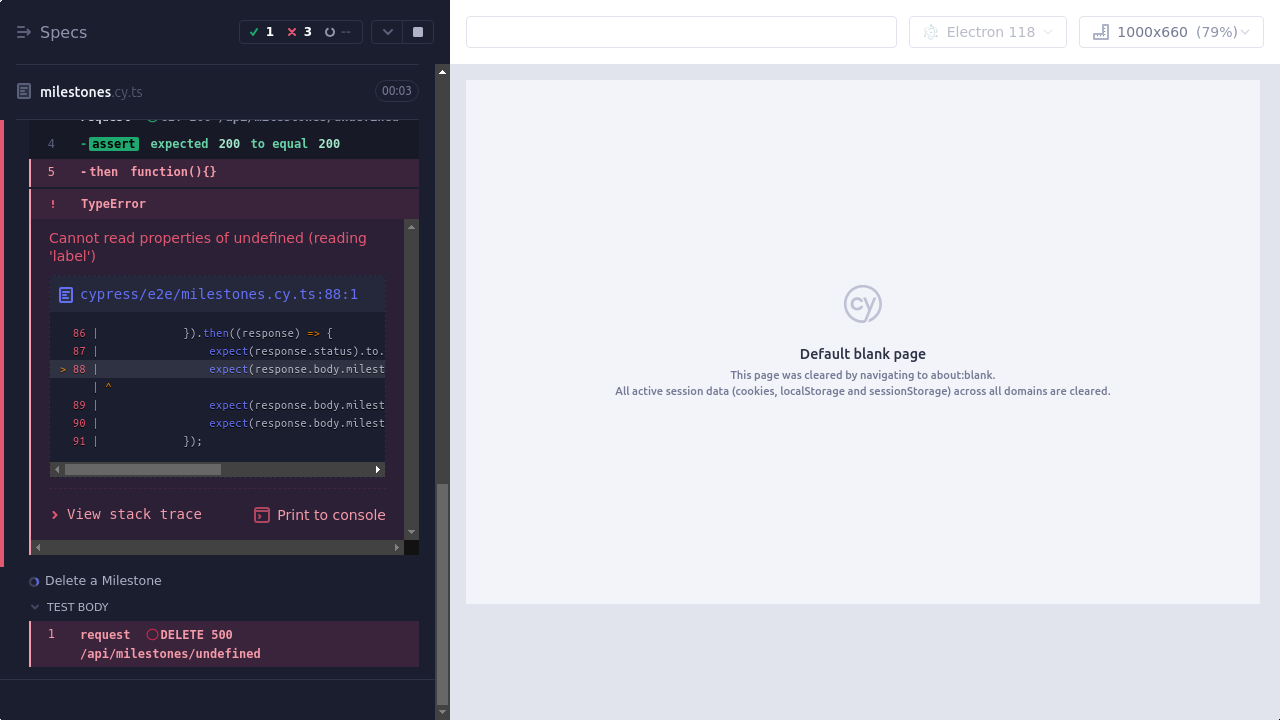 Specs
1
3
--
Electron 118
1000x660 (79%)
milestones.cy.ts
00:03
4 -assert expected 200 to equal 200
5 -then function(){}
! TypeError
Cannot read properties of undefined (reading
'label')
cypress/e2e/milestones.cy.ts:88:1
86 | }).then((response) => {
87 | expect(response.status).to.
> 88 | expect(response.body.milest
| ^
89 | expect(response.body.milest
90 | expect(response.body.milest
91 | });
View stack trace
Print to console
Delete a Milestone
TEST BODY
1 request DELETE 500
/api/milestones/undefined
cy
Default blank page
This page was cleared by navigating to about:blank.
All active session data (cookies, localStorage and sessionStorage) across all domains are cleared.